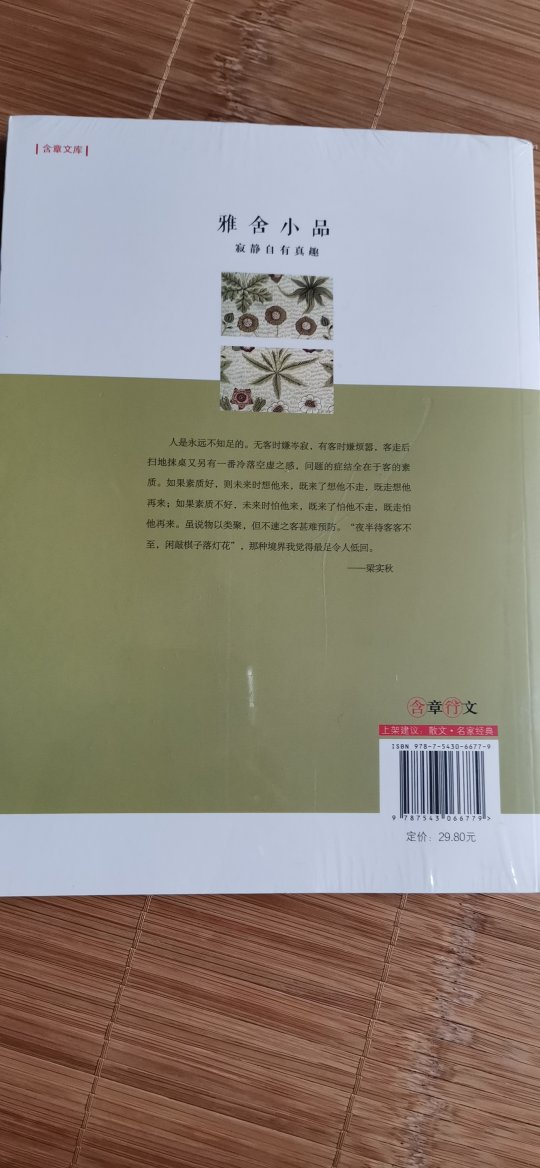 含章文库
雅舍小品
寂静自有真趣
人是永远不知足的。无客时嫌岑寂，有客时嫌烦嚣，客走后
扫地抹桌又另有一番冷落空虚之感，问题的症结全在于客的素
质。如果素质好，则未来时想他来，既来了想他不走，既走想他
再来；如果素质不好，未来时怕他来，既来了怕他不走，既走怕
他再来。虽说物以类聚，但不速之客甚难预防。“夜半待客客不
至，闲敲棋子落灯花”，那种境界我觉得最足令人低回。
——梁实秋
含章行文
上架建议：散文·名家经典
ISBN 978-7-5430-6677-9
9 787543 066779 >
定价：29.80元